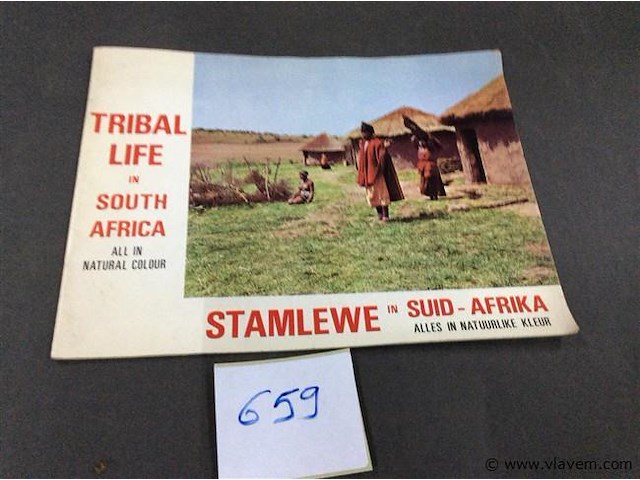 TRIBAL
LIFE
IN
SOUTH
AFRICA
ALL IN
NATURAL COLOUR
STAMLEWE IN SUID-AFRIKA
ALLES IN NATUURLIKE KLEUR
659
© www.vlavem.com